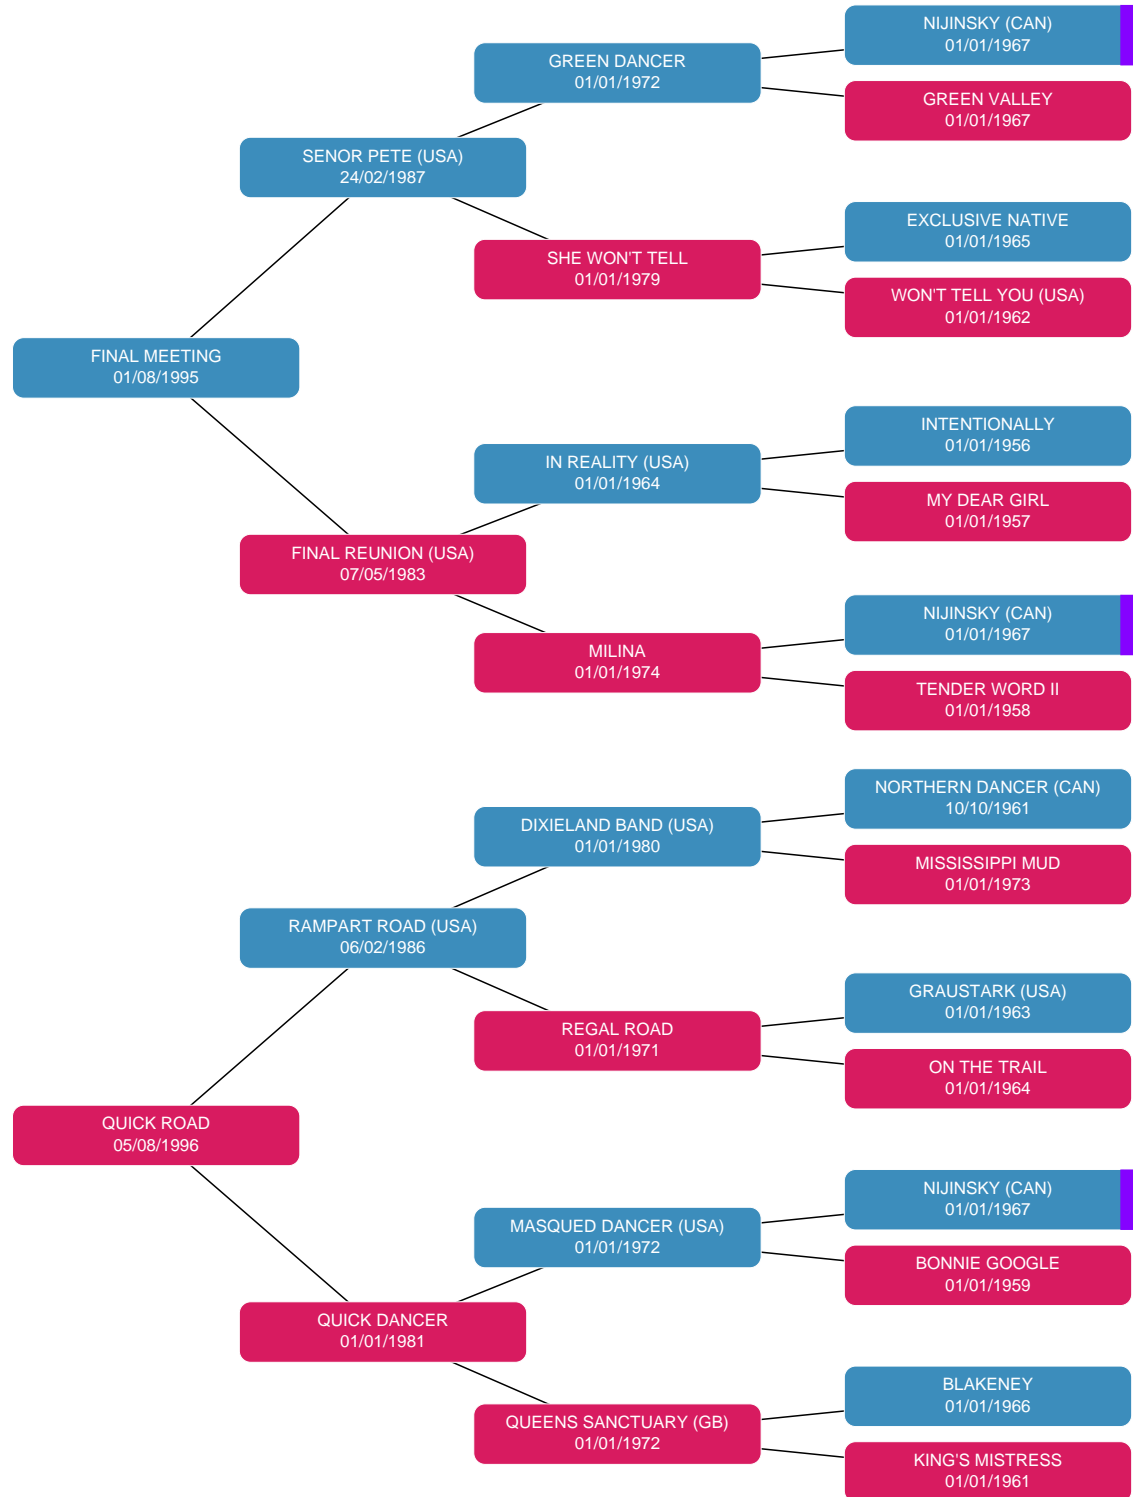 NIJINSKY (CAN)
01/01/1967
GREEN DANCER
01/01/1972
GREEN VALLEY
01/01/1967
SENOR PETE (USA)
24/02/1987
EXCLUSIVE NATIVE
01/01/1965
SHE WON'T TELL
01/01/1979
WON'T TELL YOU (USA)
01/01/1962
FINAL MEETING
01/08/1995
INTENTIONALLY
01/01/1956
IN REALITY (USA)
01/01/1964
MY DEAR GIRL
01/01/1957
FINAL REUNION (USA)
07/05/1983
NIJINSKY (CAN)
01/01/1967
MILINA
01/01/1974
TENDER WORD II
01/01/1958
NORTHERN DANCER (CAN)
10/10/1961
DIXIELAND BAND (USA)
01/01/1980
MISSISSIPPI MUD
01/01/1973
RAMPART ROAD (USA)
06/02/1986
GRAUSTARK (USA)
01/01/1963
REGAL ROAD
01/01/1971
ON THE TRAIL
01/01/1964
QUICK ROAD
05/08/1996
NIJINSKY (CAN)
01/01/1967
MASQUED DANCER (USA)
01/01/1972
BONNIE GOOGLE
01/01/1959
QUICK DANCER
01/01/1981
BLAKENEY
01/01/1966
QUEENS SANCTUARY (GB)
01/01/1972
KING'S MISTRESS
01/01/1961